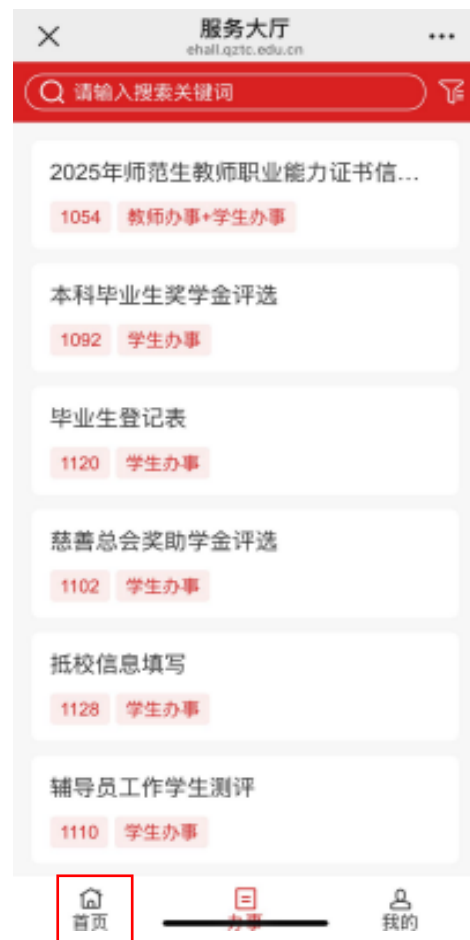 服务大厅
ehall.qztc.edu.cn
请输入搜索关键词
2025年师范生教师职业能力证书信...
1054 教师办事+学生办事
本科毕业生奖学金评选
1092 学生办事
毕业生登记表
1120 学生办事
慈善总会奖助学金评选
1102 学生办事
抵校信息填写
1128 学生办事
辅导员工作学生测评
1110 学生办事
首页 办事 我的